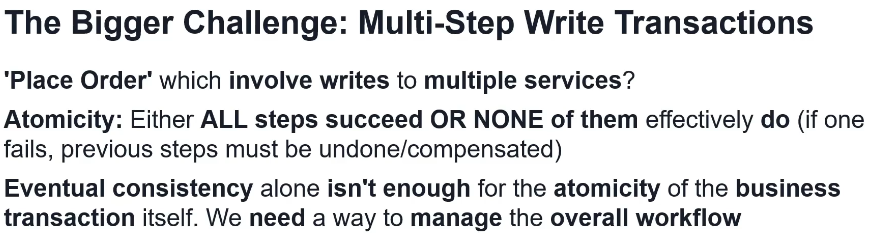 The Bigger Challenge: Multi-Step Write Transactions
'Place Order' which involve writes to multiple services?
Atomicity: Either ALL steps succeed OR NONE of them effectively do (if one
fails, previous steps must be undone/compensated)
Eventual consistency alone isn't enough for the atomicity of the business
transaction itself. We need a way to manage the overall workflow